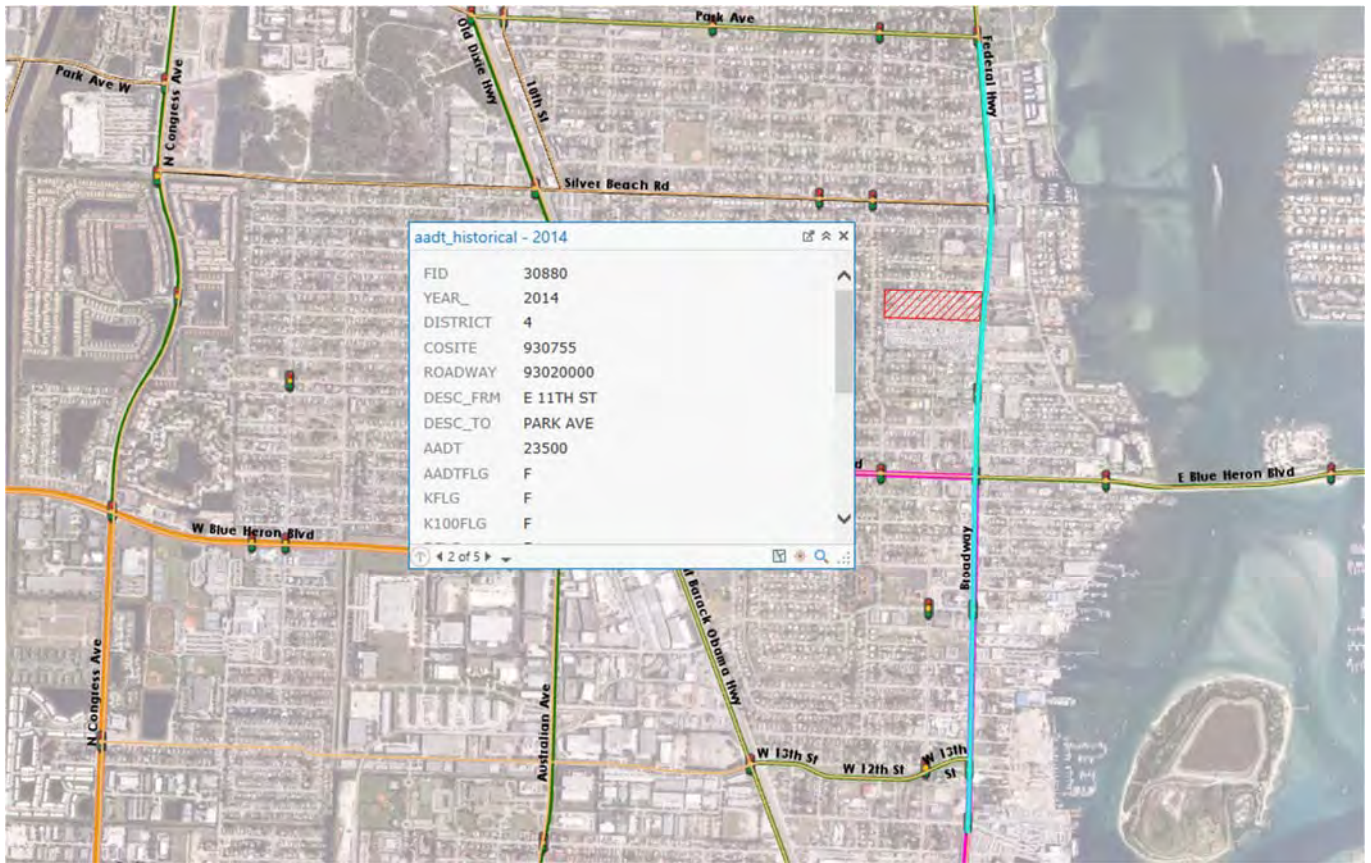 Park Ave
Old Dixie Hwy
Federal Hwy
Park Ave W
N Congress Ave
10th St
Silver Beach Rd
aadt_historical - 2014
FID 30880
YEAR_ 2014
DISTRICT 4
COSITE 930755
ROADWAY 93020000
DESC_FRM E 11TH ST
DESC_TO PARK AVE
AADT 23500
AADTFLG F
KFLG F
K100FLG F
2 of 5
d
E Blue Heron Blvd
W Blue Heron Blvd
Broadway
Barack Obama Hwy
N Congress Ave
Australian Ave
W 13th St
W 12th St
W 13th
St